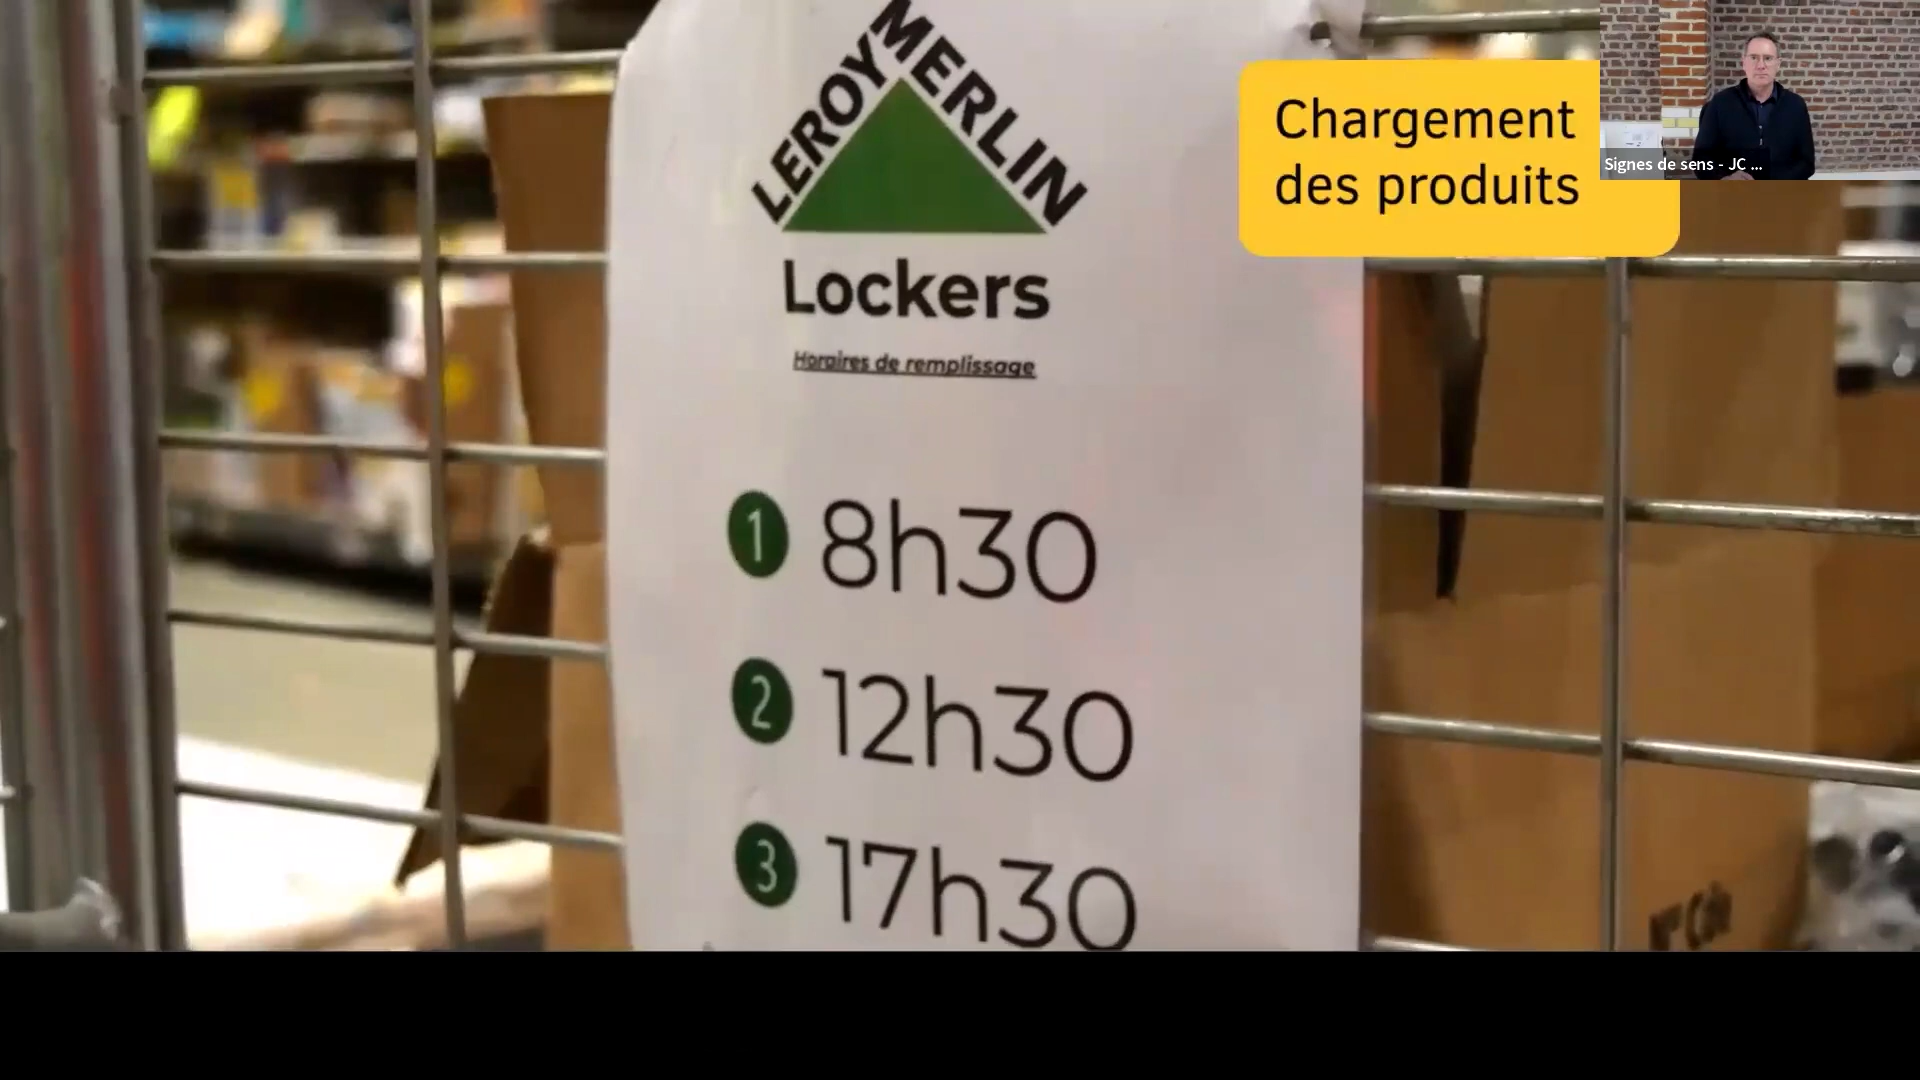 LEROY MERLIN
Lockers
Horaires de remplissage
1 8h30
2 12h30
3 17h30
Chargement
des produits
Signes de sens - JC ...